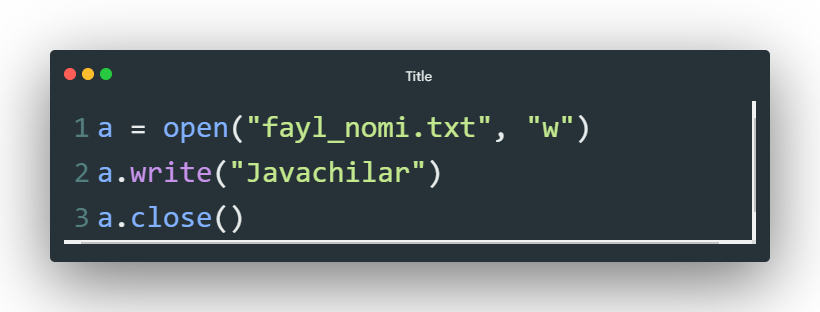 Title
1 a = open("fayl_nomi.txt", "w")
2 a.write("Javachilar")
3 a.close()